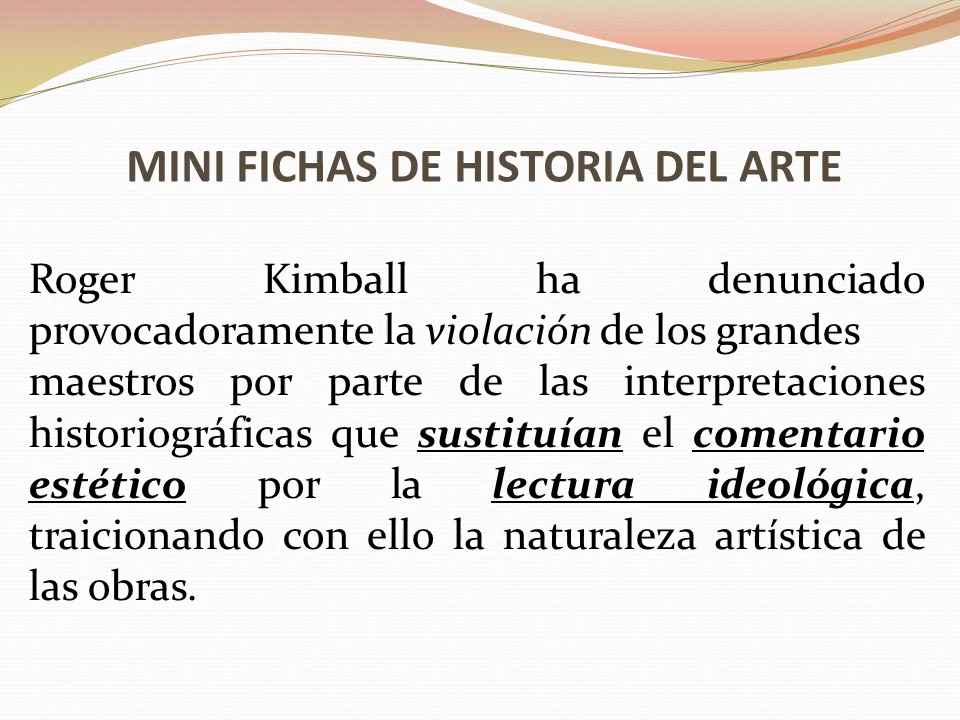 MINI FICHAS DE HISTORIA DEL ARTE
Roger Kimball ha denunciado
provocadoramente la violación de los grandes
maestros por parte de las interpretaciones
historiográficas que sustituían el comentario
estético por la lectura ideológica,
traicionando con ello la naturaleza artística de
las obras.